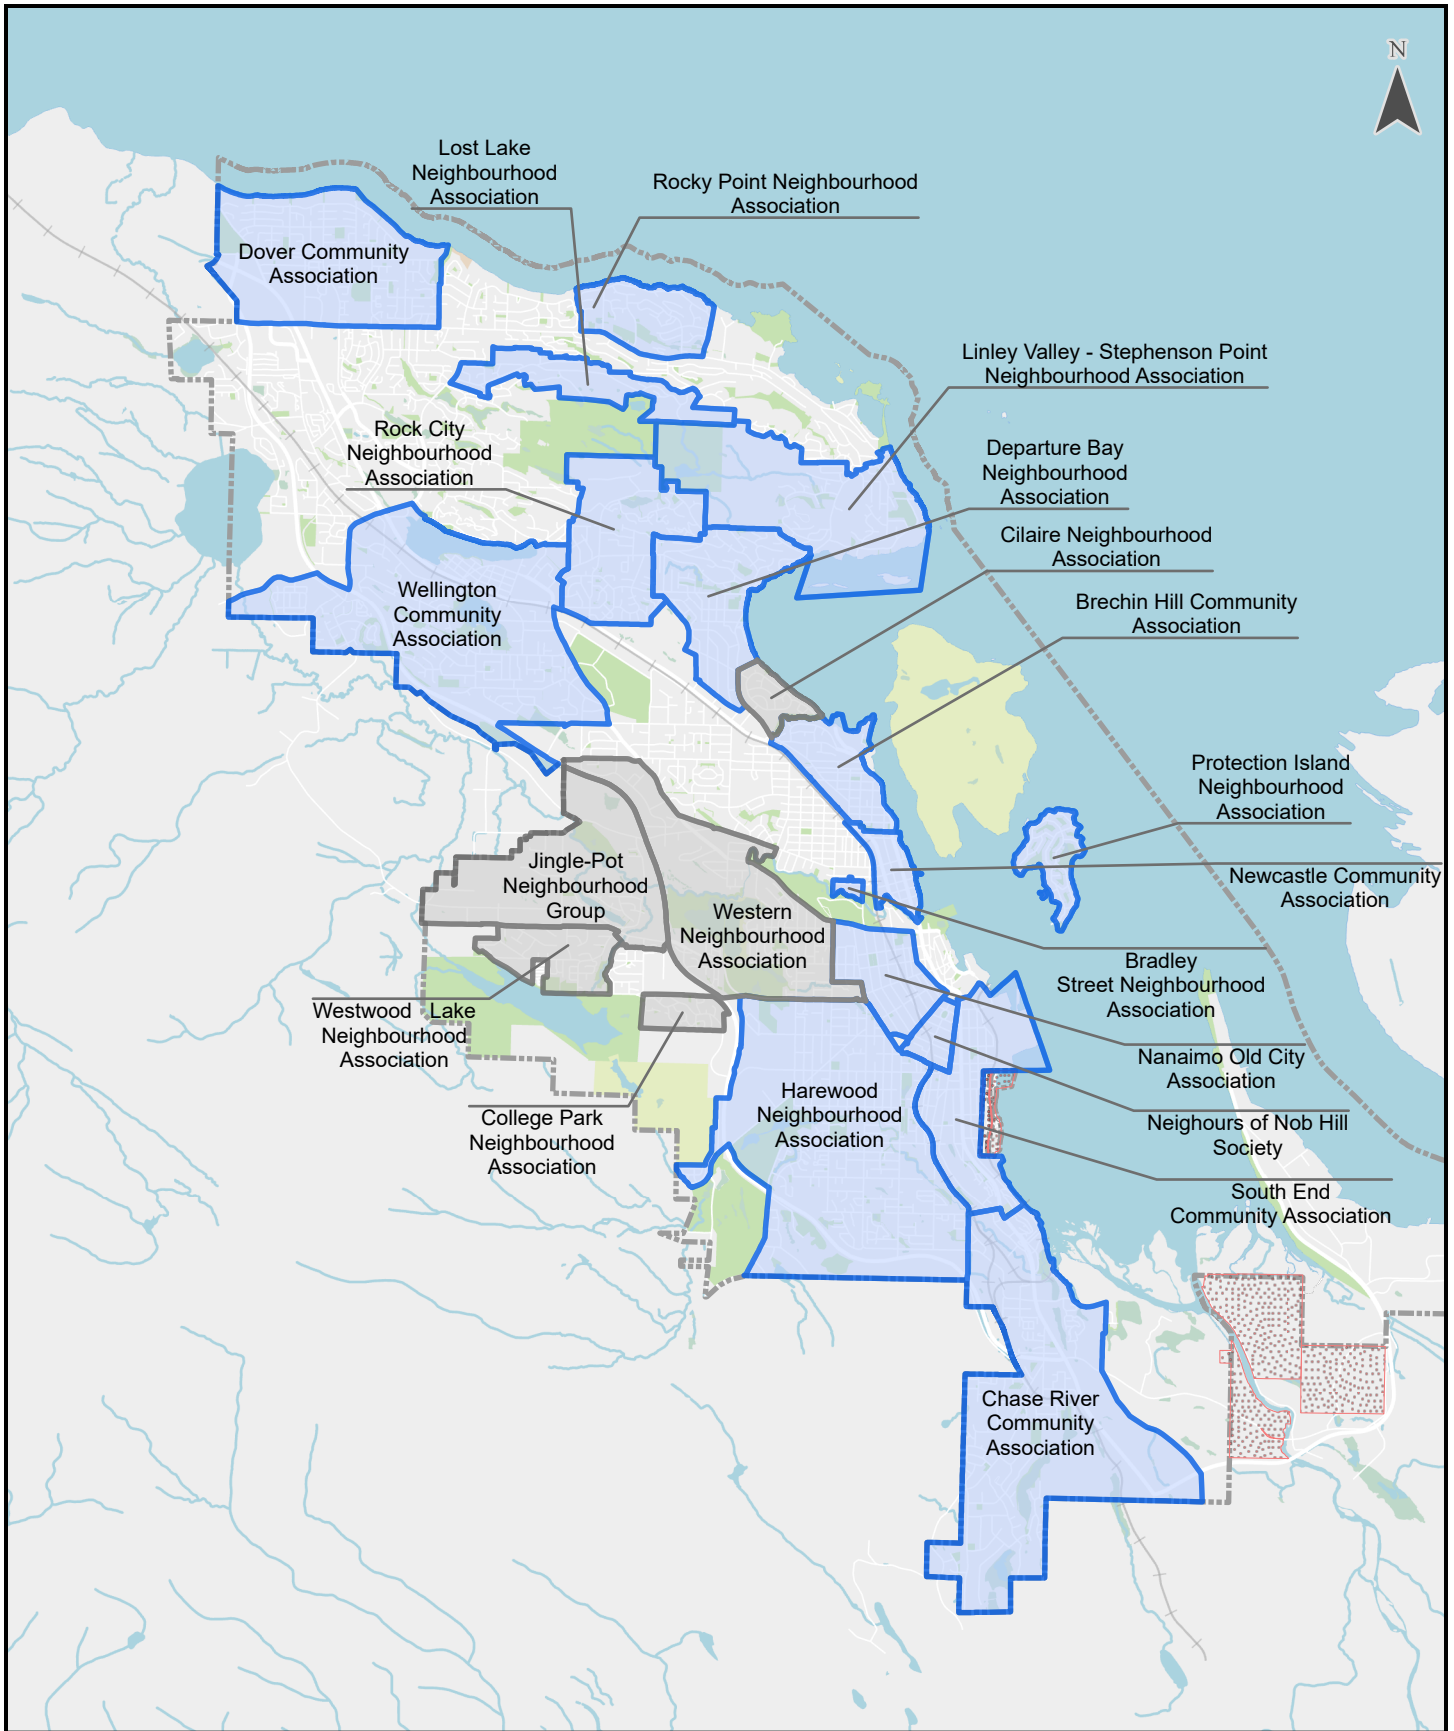 N
Lost Lake
Neighbourhood
Association
Rocky Point Neighbourhood
Association
Dover Community
Association
Linley Valley - Stephenson Point
Neighbourhood Association
Rock City
Neighbourhood
Association
Departure Bay
Neighbourhood
Association
Cilaire Neighbourhood
Association
Wellington
Community
Association
Brechin Hill Community
Association
Protection Island
Neighbourhood
Association
Jingle-Pot
Neighbourhood
Group
Newcastle Community
Association
Western
Neighbourhood
Association
Bradley
Street Neighbourhood
Association
Westwood Lake
Neighbourhood
Association
Nanaimo Old City
Association
College Park
Neighbourhood
Association
Harewood
Neighbourhood
Association
Neighours of Nob Hill
Society
South End
Community Association
Chase River
Community
Association